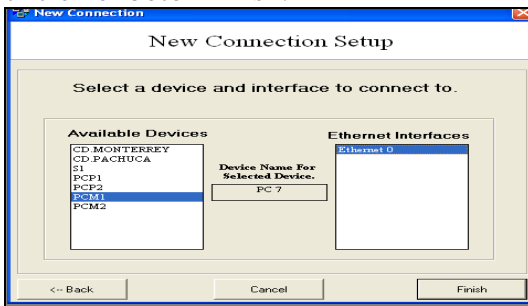 New Connection
New Connection Setup
Select a device and interface to connect to.
Available Devices
CD.MONTERREY
CD.PACHUCA
S1
PCP1
PCP2
PCM1
PCM2
Device Name For
Selected Device.
PC 7
Ethernet Interfaces
Ethernet 0
<-- Back
Cancel
Finish